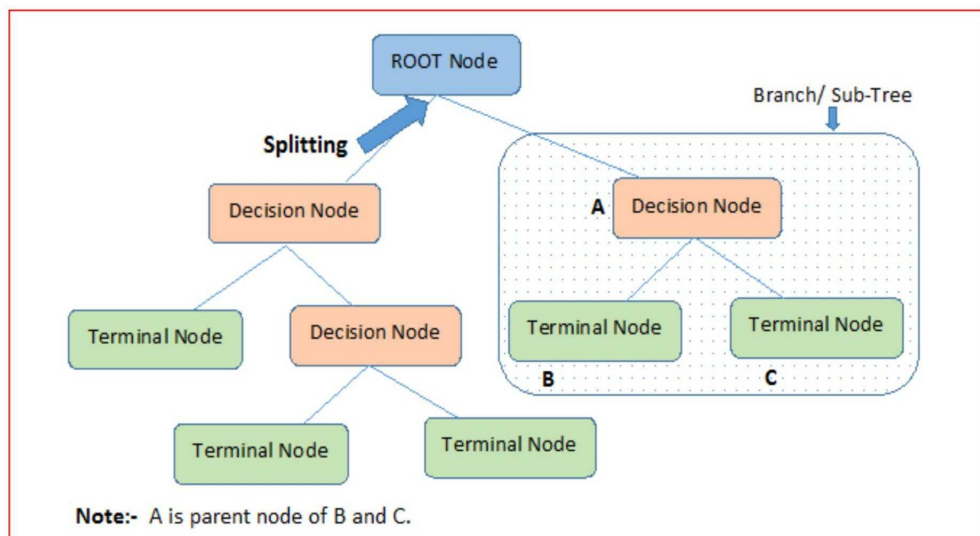 ROOT Node
Branch/ Sub-Tree
Splitting
Decision Node
A
Decision Node
Terminal Node
Decision Node
Terminal Node
Terminal Node
B
C
Terminal Node
Terminal Node
Note:- A is parent node of B and C.